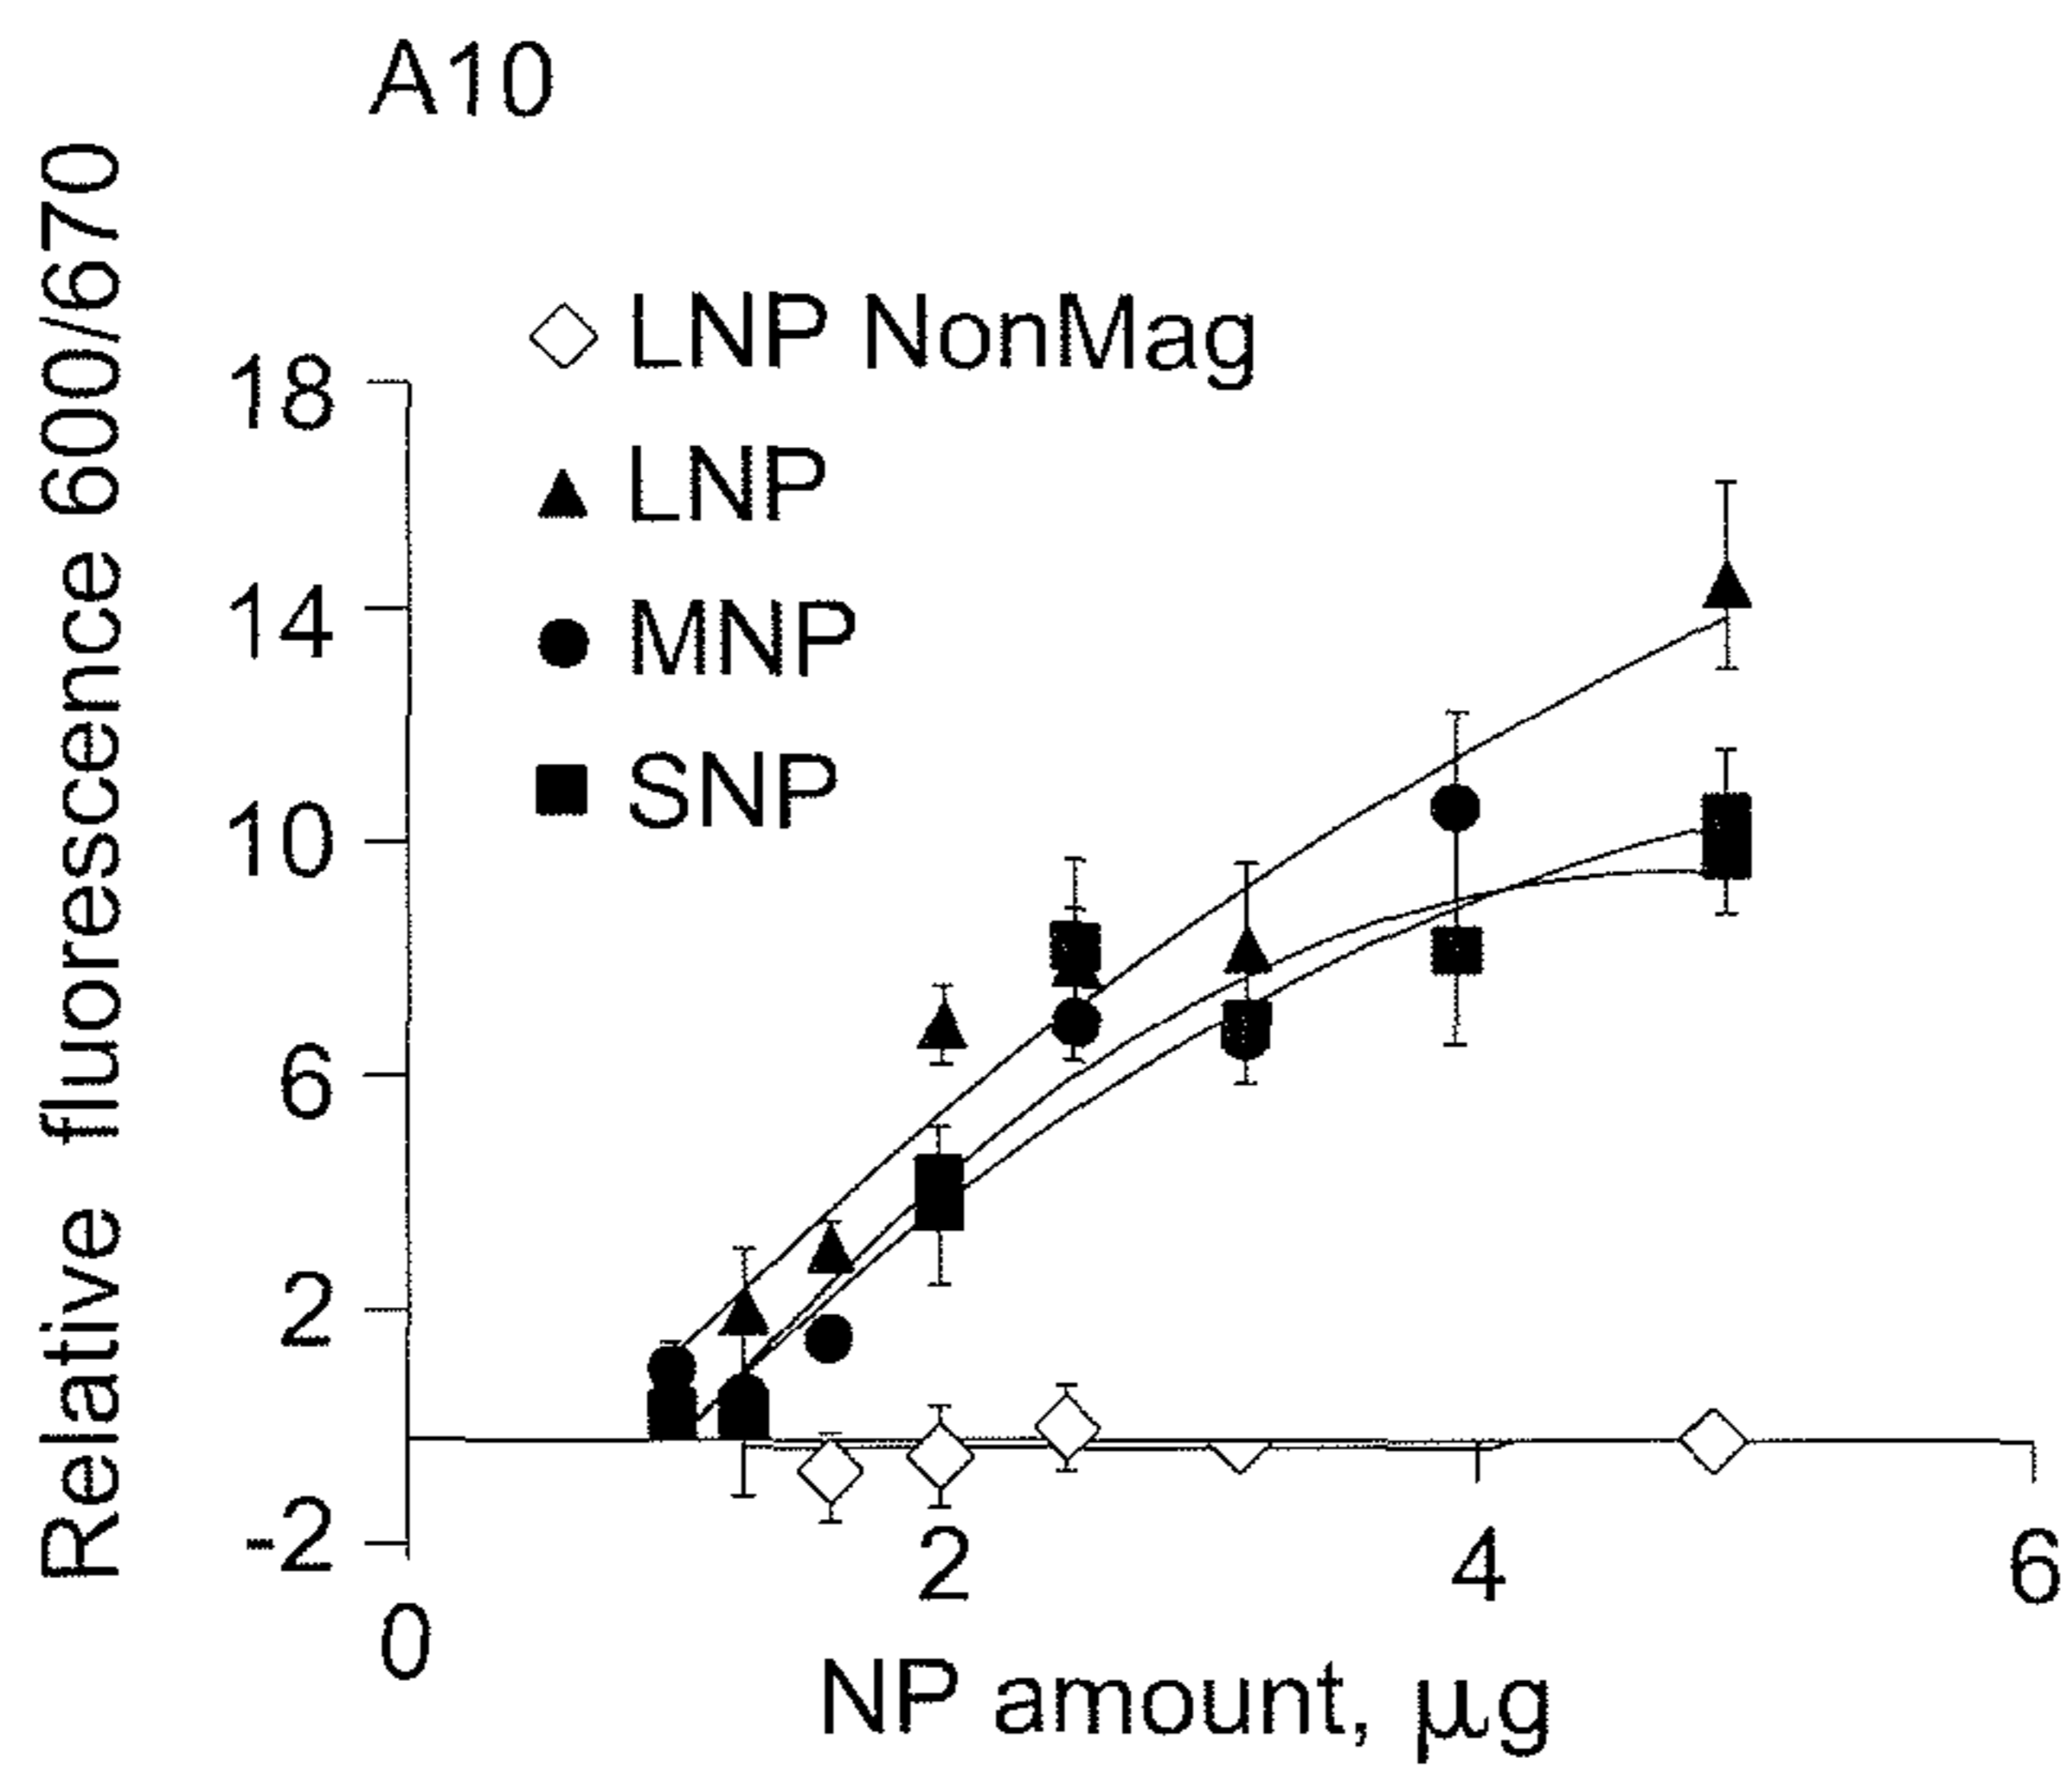 A10
Relative fluorescence 600/670
LNP NonMag
LNP
MNP
SNP
18
14
10
6
2
-2
0
2
4
6
NP amount, µg